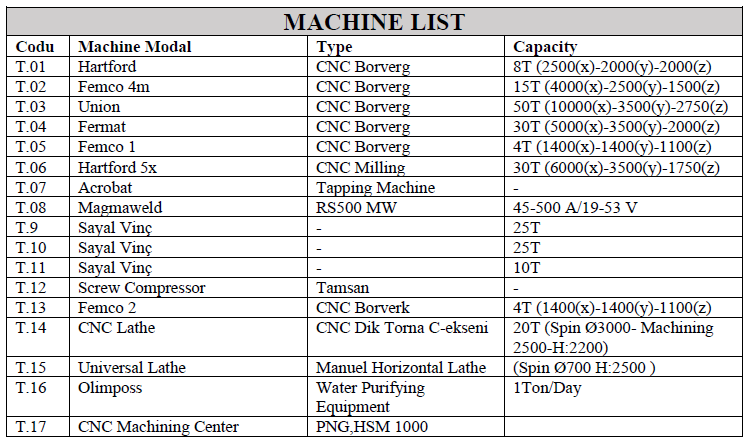 MACHINE LIST
Codu Machine Modal Type Capacity
T.01 Hartford CNC Borverg 8T (2500(x)-2000(y)-2000(z)
T.02 Femco 4m CNC Borverg 15T (4000(x)-2500(y)-1500(z)
T.03 Union CNC Borverg 50T (10000(x)-3500(y)-2750(z)
T.04 Fermat CNC Borverg 30T (5000(x)-3500(y)-2000(z)
T.05 Femco 1 CNC Borverg 4T (1400(x)-1400(y)-1100(z)
T.06 Hartford 5x CNC Milling 30T (6000(x)-3500(y)-1750(z)
T.07 Acrobat Tapping Machine -
T.08 Magmaweld RS500 MW 45-500 A/19-53 V
T.9 Sayal Vinç - 25T
T.10 Sayal Vinç - 25T
T.11 Sayal Vinç - 10T
T.12 Screw Compressor Tamsan -
T.13 Femco 2 CNC Borverk 4T (1400(x)-1400(y)-1100(z)
T.14 CNC Lathe CNC Dik Torna C-ekseni 20T (Spin Ø3000- Machining
2500-H:2200)
T.15 Universal Lathe Manuel Horizontal Lathe (Spin Ø700 H:2500 )
T.16 Olimposs Water Purifying 1Ton/Day
Equipment
T.17 CNC Machining Center PNG,HSM 1000